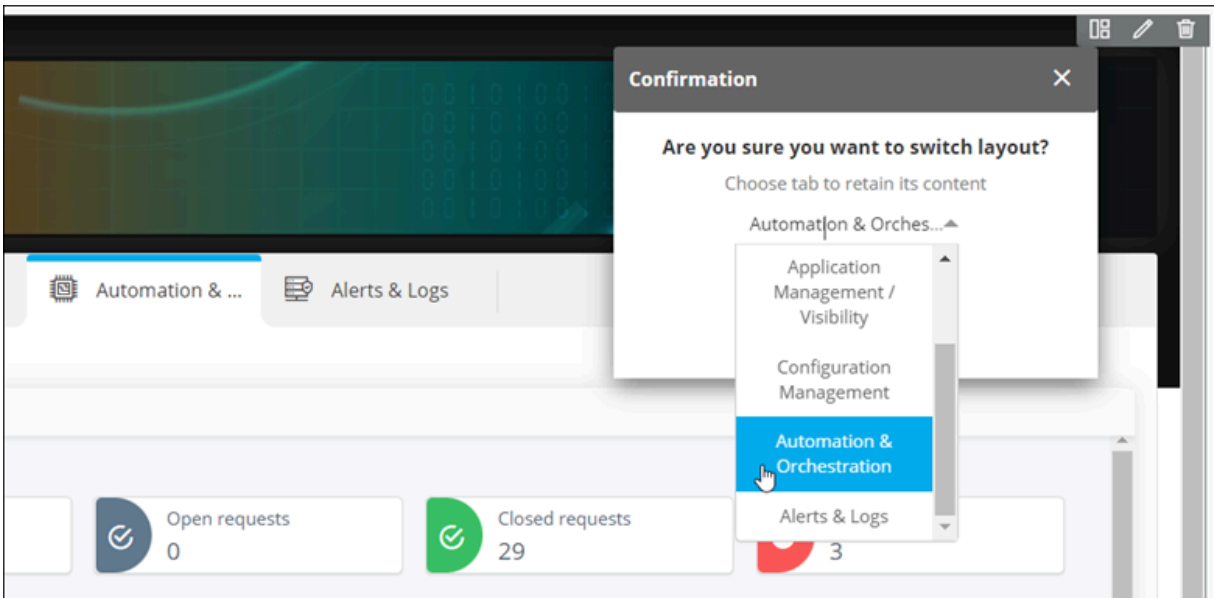 Confirmation
Are you sure you want to switch layout?
Choose tab to retain its content
Automation & Orches...
Application
Management /
Visibility
Configuration
Management
Automation &
Orchestration
Alerts & Logs
Automation & ...
Alerts & Logs
Open requests
0
Closed requests
29
3